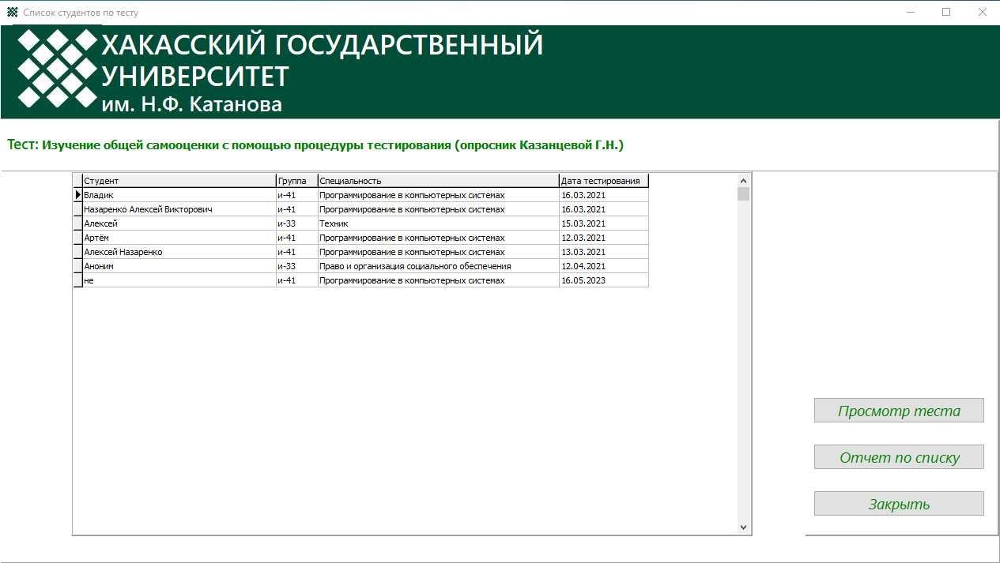 Список студентов по тесту
ХАКАССКИЙ ГОСУДАРСТВЕННЫЙ
УНИВЕРСИТЕТ
им. Н.Ф. Катанова
Тест: Изучение общей самооценки с помощью процедуры тестирования (опросник Казанцевой Г.Н.)
Студент Группа Специальность Дата тестирования
Владик и-41 Программирование в компьютерных системах 16.03.2021
Назаренко Алексей Викторович и-41 Программирование в компьютерных системах 16.03.2021
Алексей и-33 Техник 15.03.2021
Артём и-41 Программирование в компьютерных системах 12.03.2021
Алексей Назаренко и-41 Программирование в компьютерных системах 13.03.2021
Аноним и-33 Право и организация социального обеспечения 12.04.2021
не и-41 Программирование в компьютерных системах 16.05.2023
Просмотр теста
Отчет по списку
Закрыть